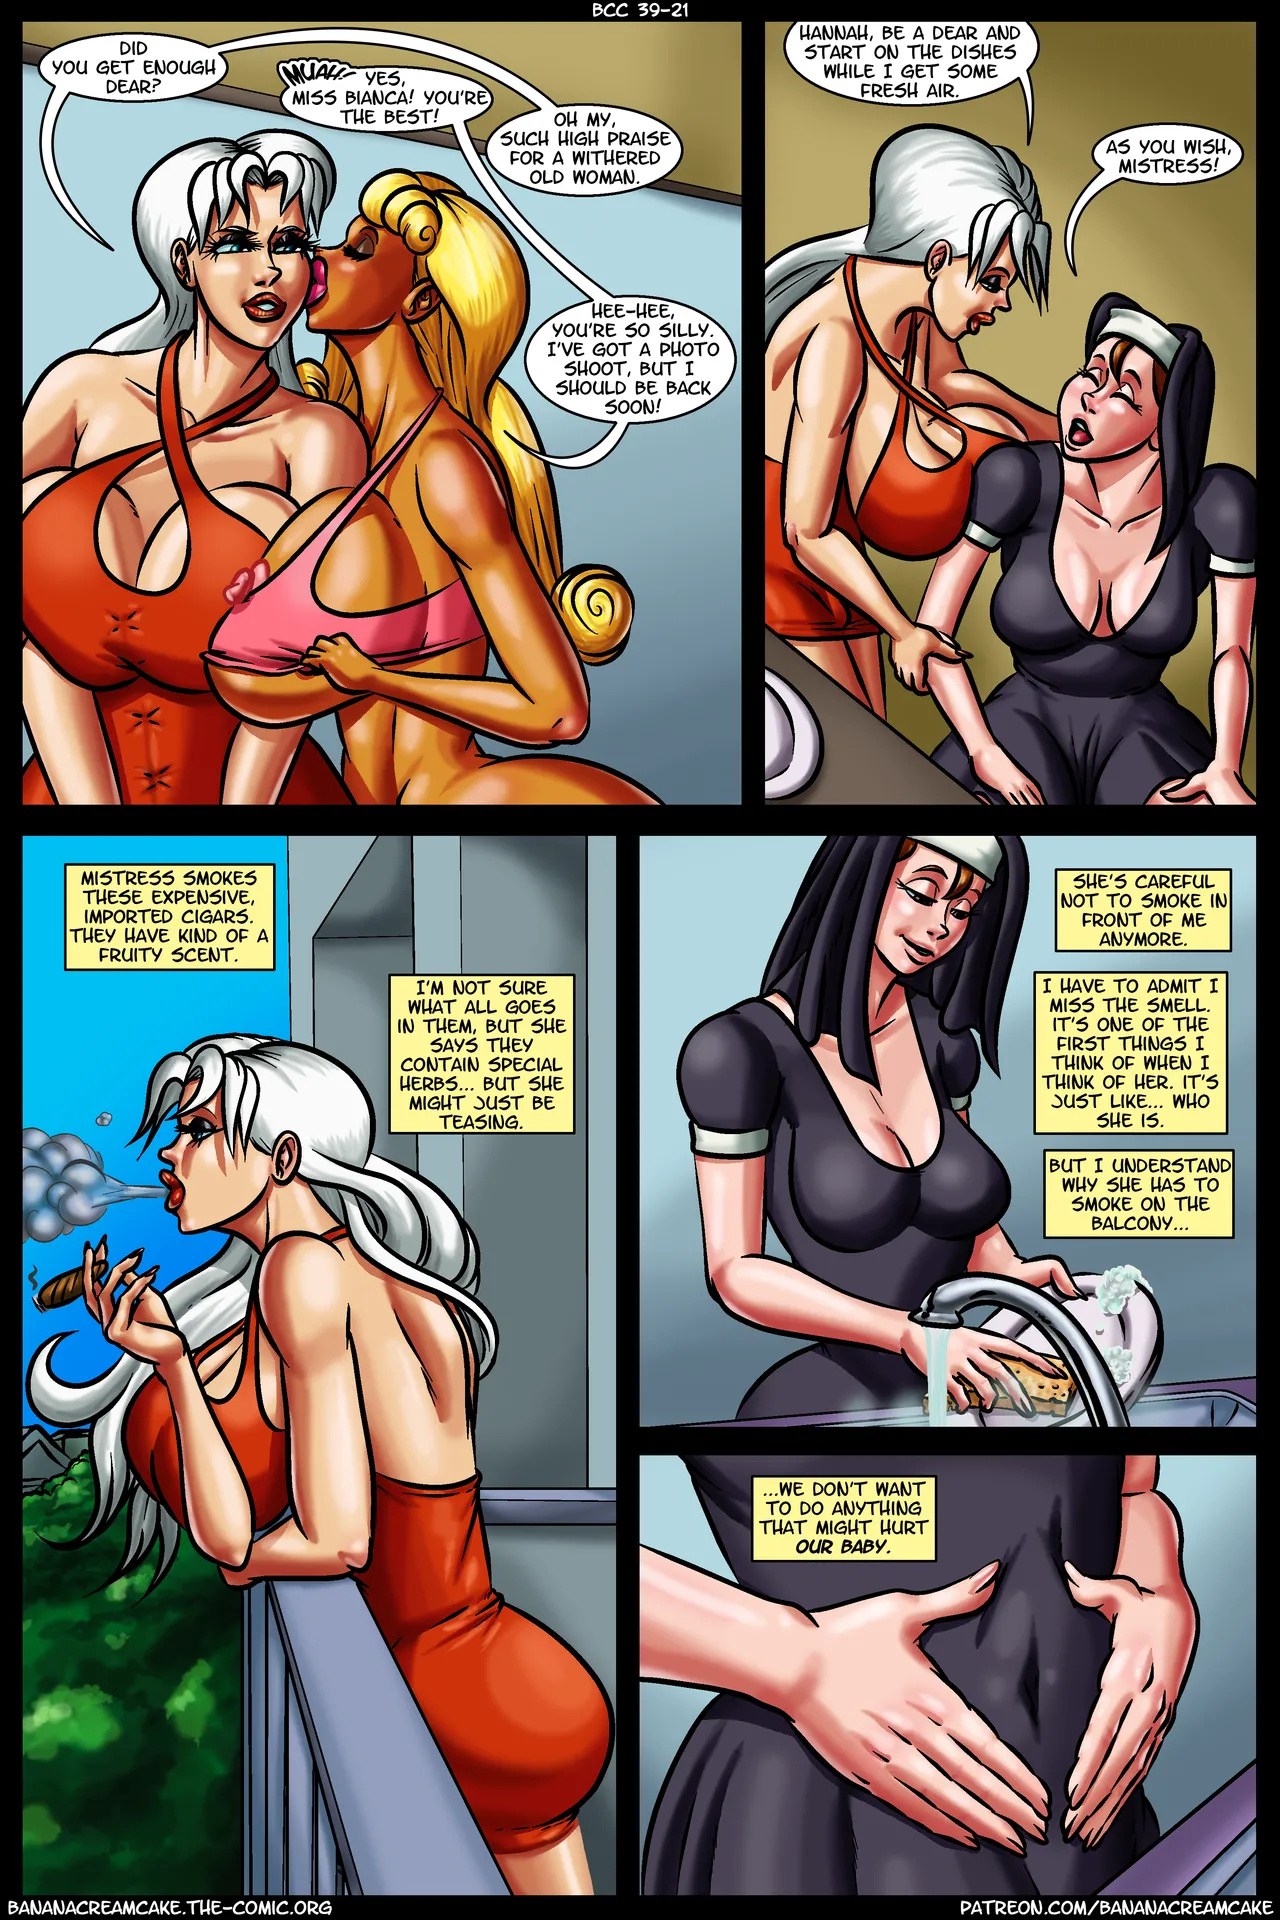 BCC 39-21
DID
YOU GET ENOUGH
DEAR?
MUAH!
YES,
MISS BIANCA! YOU'RE
THE BEST!
OH MY,
SUCH HIGH PRAISE
FOR A WITHERED
OLD WOMAN.
HEE-HEE,
YOU'RE SO SILLY.
I'VE GOT A PHOTO
SHOOT, BUT I
SHOULD BE BACK
SOON!
HANNAH, BE A DEAR AND
START ON THE DISHES
WHILE I GET SOME
FRESH AIR.
AS YOU WISH,
MISTRESS!
MISTRESS SMOKES
THESE EXPENSIVE,
IMPORTED CIGARS.
THEY HAVE KIND OF A
FRUITY SCENT.
I'M NOT SURE
WHAT ALL GOES
IN THEM, BUT SHE
SAYS THEY
CONTAIN SPECIAL
HERBS... BUT SHE
MIGHT JUST BE
TEASING.
SHE'S CAREFUL
NOT TO SMOKE IN
FRONT OF ME
ANYMORE.
I HAVE TO ADMIT I
MISS THE SMELL.
IT'S ONE OF THE
FIRST THINGS I
THINK OF WHEN I
THINK OF HER. IT'S
JUST LIKE... WHO
SHE IS.
BUT I UNDERSTAND
WHY SHE HAS TO
SMOKE ON THE
BALCONY...
...WE DON'T WANT
TO DO ANYTHING
THAT MIGHT HURT
OUR BABY.
BANANACREAMCAKE.THE-COMIC.ORG
PATREON.COM/BANANACREAMCAKE